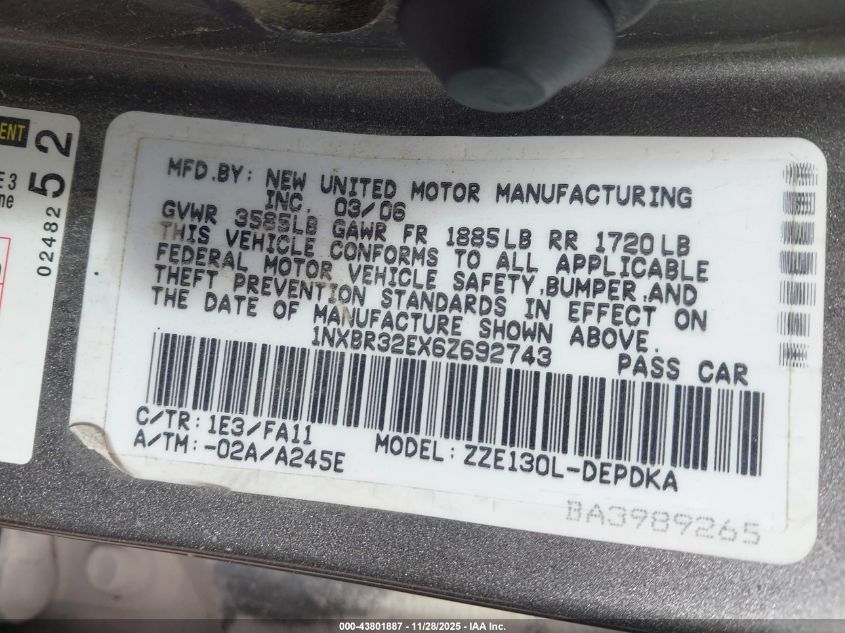 ENT
E 3
ne
02482
52
MFD.BY: NEW UNITED MOTOR MANUFACTURING
INC. 03/06
GVWR 3585LB GAWR FR 1885LB RR 1720LB
THIS VEHICLE CONFORMS TO ALL APPLICABLE
FEDERAL MOTOR VEHICLE SAFETY,BUMPER,AND
THEFT PREVENTION STANDARDS IN EFFECT ON
THE DATE OF MANUFACTURE SHOWN ABOVE.
1NXBR32EX6Z692743
PASS CAR
C/TR: 1E3/FA11
A/TM: -02A/A245E
MODEL: ZZE130L-DEPDKA
BA3989265
000-43801887 - 11/28/2025 - IAA Inc.